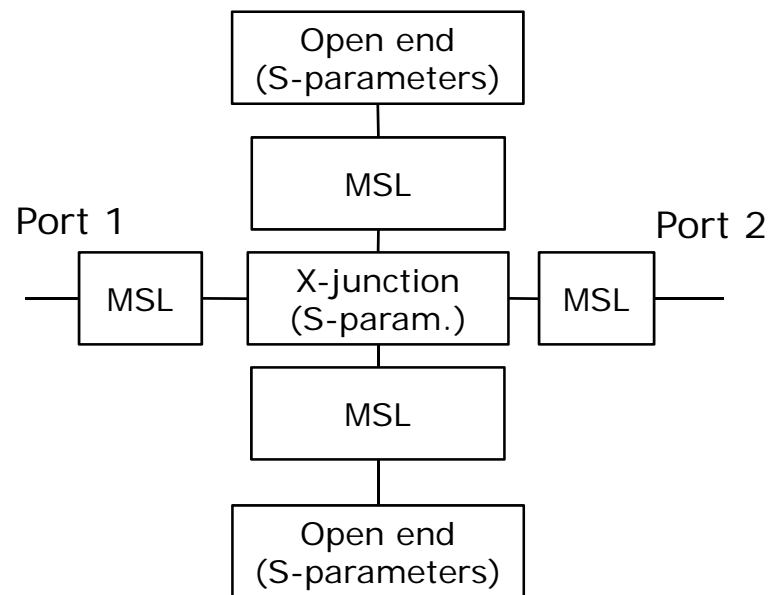 Open end
(S-parameters)
MSL
Port 1
Port 2
MSL
X-junction
(S-param.)
MSL
MSL
Open end
(S-parameters)